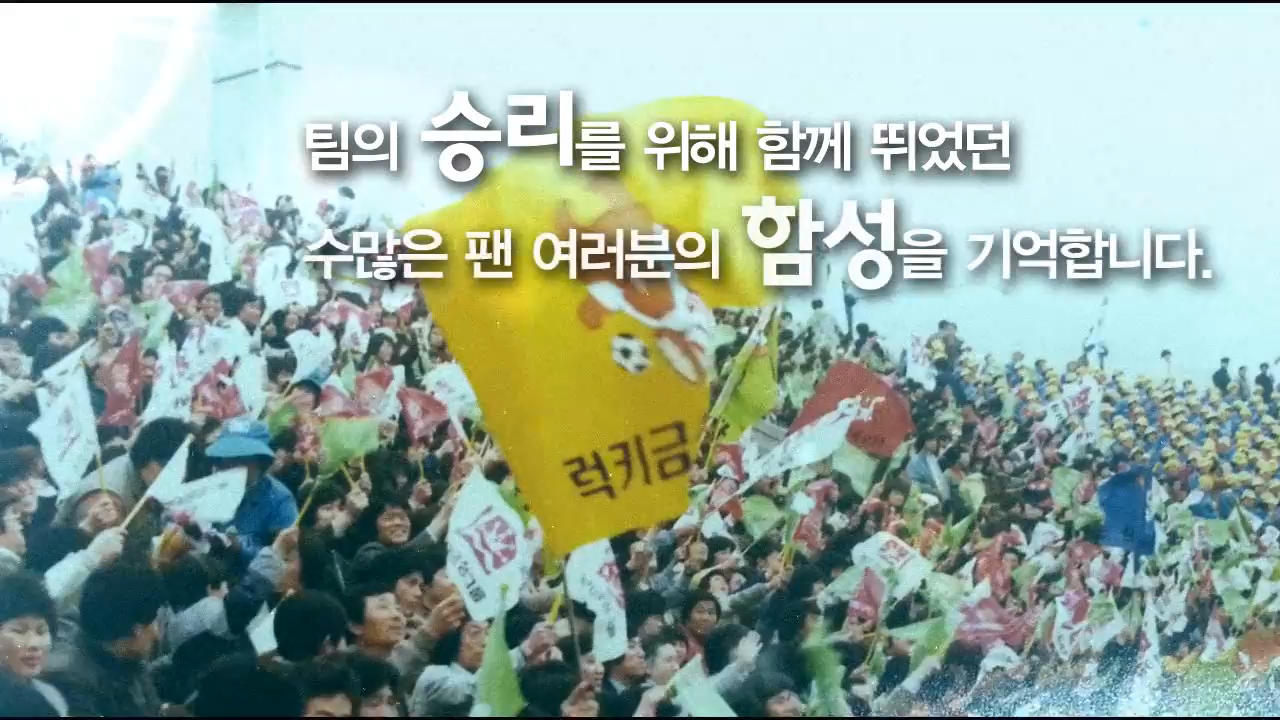 팀의 승리를 위해 함께 뛰었던
수많은 팬 여러분의 함성을 기억합니다.
럭키금